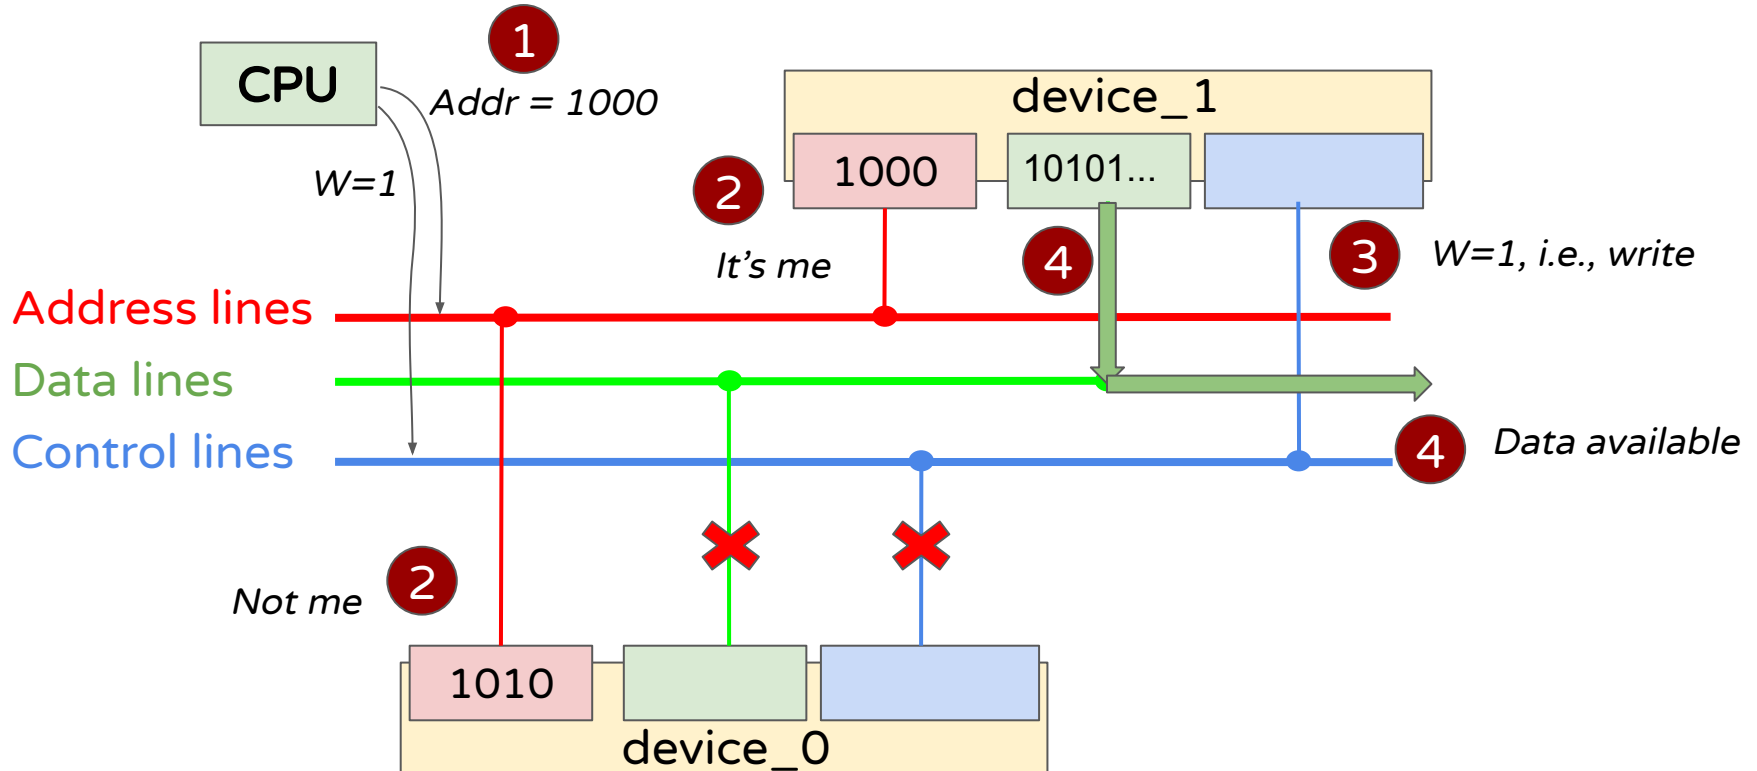 1
CPU
Addr = 1000
device_1
W=1
2
1000
10101...
It's me
4
3
W=1, i.e., write
Address lines
Data lines
Control lines
4
Data available
Not me
2
1010
device_0